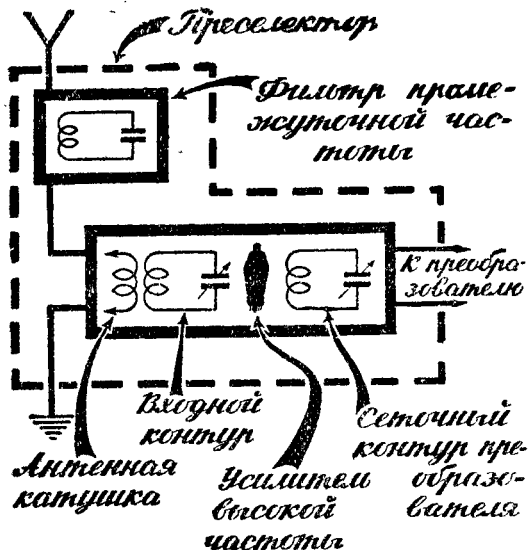 Преселектор
Фильтр проме-
жуточной час-
тоты
К преобра-
зователю
Входной
контур
Сеточный
контур пре-
образо-
вателя
Антенная
катушка
Усилитель
высокой
частоты